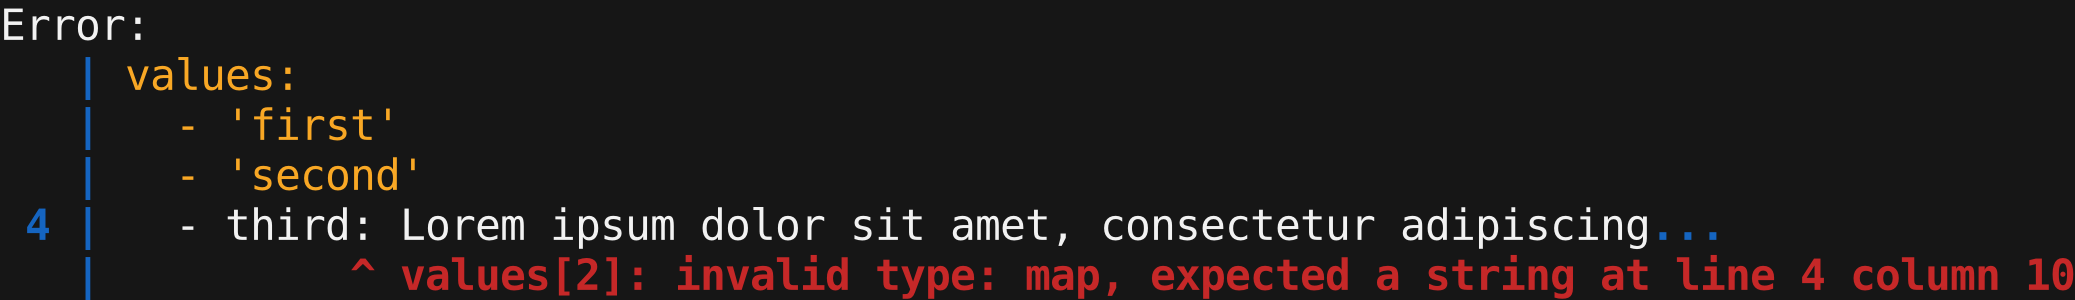 Error:
| values:
|   - 'first'
|   - 'second'
4 |   - third: Lorem ipsum dolor sit amet, consectetur adipiscing...
|          ^ values[2]: invalid type: map, expected a string at line 4 column 10